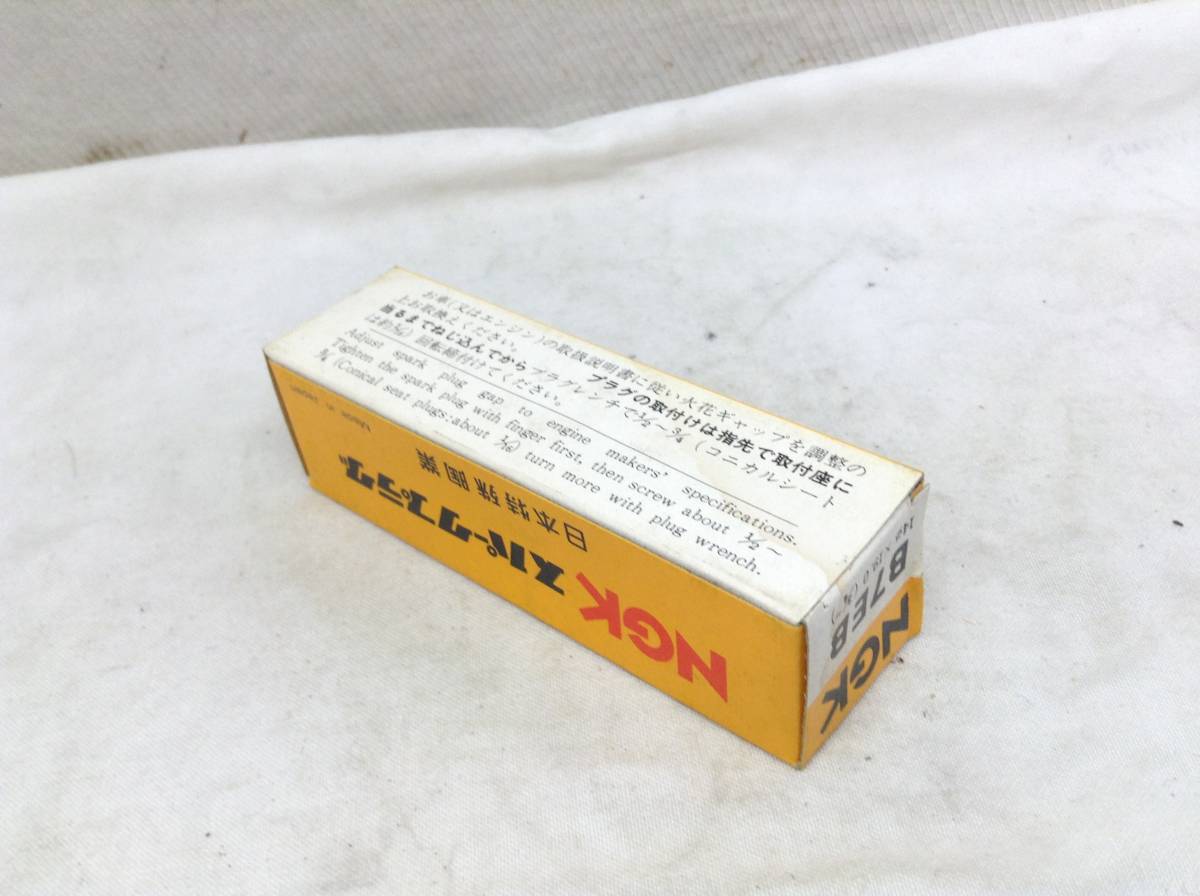 お車(又はエンジン)の取扱説明書に従い火花ギャップを調整の
上お取換えください。 プラグの取付けは指先で取付座に
当るまでねじ込んでからプラグレンチで1/2~3/4 (コニカルシート
は約1/16) 回転締付けてください。
Adjust spark plug gap to engine makers' specifications.
Tighten the spark plug with finger first, then screw about 1/2~
3/4 (Conical seat plugs: about 1/16) turn more with plug wrench.
NGK スパークプラグ
日本特殊陶業
Made in Japan
NGK
B7EB